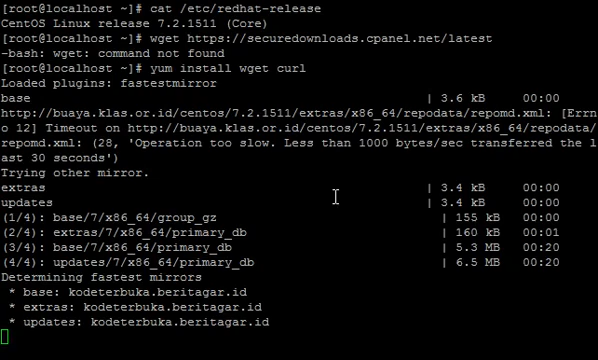 [root@localhost ~]# cat /etc/redhat-release
CentOS Linux release 7.2.1511 (Core)
[root@localhost ~]# wget https://securedownloads.cpanel.net/latest
-bash: wget: command not found
[root@localhost ~]# yum install wget curl
Loaded plugins: fastestmirror
base | 3.6 kB 00:00
http://buaya.klas.or.id/centos/7.2.1511/extras/x86_64/repodata/repomd.xml: [Errn
o 12] Timeout on http://buaya.klas.or.id/centos/7.2.1511/extras/x86_64/repodata/
repomd.xml: (28, 'Operation too slow. Less than 1000 bytes/sec transferred the l
ast 30 seconds')
Trying other mirror.
extras | 3.4 kB 00:00
updates | 3.4 kB 00:00
(1/4): base/7/x86_64/group_gz | 155 kB 00:00
(2/4): extras/7/x86_64/primary_db | 160 kB 00:01
(3/4): base/7/x86_64/primary_db | 5.3 MB 00:20
(4/4): updates/7/x86_64/primary_db | 6.5 MB 00:20
Determining fastest mirrors
 * base: kodeterbuka.beritagar.id
 * extras: kodeterbuka.beritagar.id
 * updates: kodeterbuka.beritagar.id